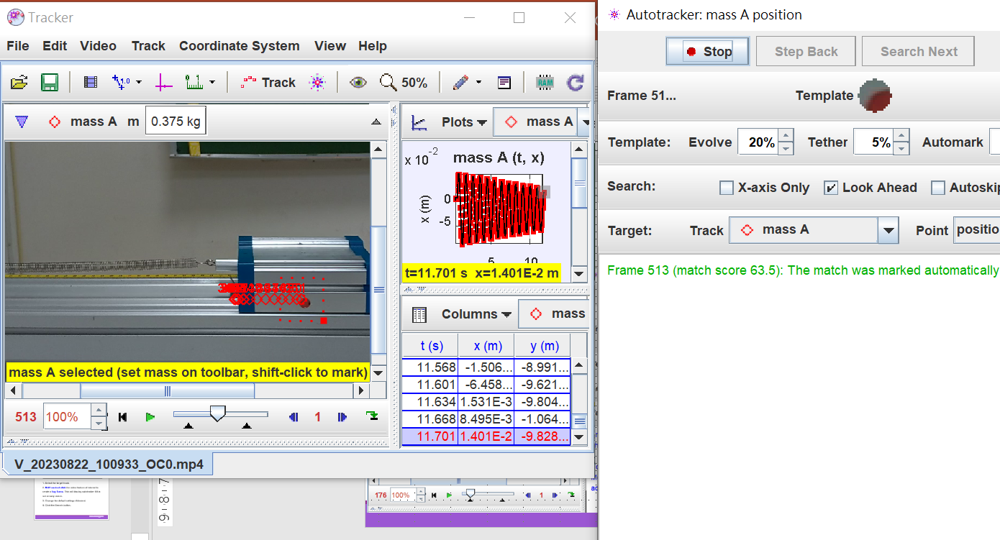 Tracker
File Edit Video Track Coordinate System View Help
1.0 Track 50% RAM
mass A m 0.375 kg
mass A selected (set mass on toolbar, shift-click to mark)
513 100% 1
V_20230822_100933_OC0.mp4
Plots mass A
x 10-2 mass A (t, x)
x (m)
0
-5
5 10
t=11.701 s x=1.401E-2 m
Columns mass
t (s) x (m) y (m)
11.568 -1.506... -8.991...
11.601 -6.458... -9.621...
11.634 1.531E-3 -9.804...
11.668 8.495E-3 -1.064...
11.701 1.401E-2 -9.828...
Autotracker: mass A position
Stop Step Back Search Next
Frame 51... Template
Template: Evolve 20% Tether 5% Automark
Search: X-axis Only Look Ahead Autoskip
Target: Track mass A Point positio
Frame 513 (match score 63.5): The match was marked automatically
176 100% 1